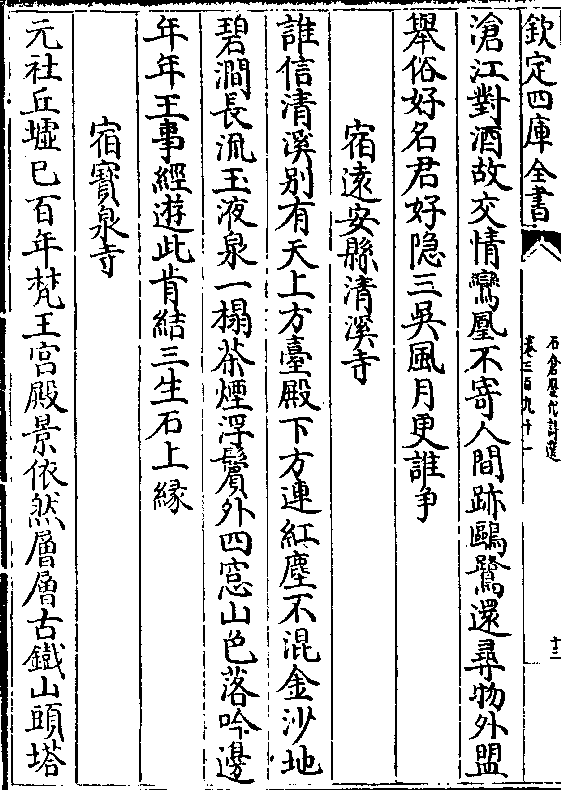 欽定四庫全書
石倉歷代詩選
卷三百九十一
十三
滄江對酒故交情鸞凰不寄人間跡鷗鷺還尋物外盟
舉俗好名君好隐三吳風月更誰争
宿遠安縣清溪寺
誰信清溪别有天上方臺殿下方連紅塵不混金沙地
碧澗長流玉液泉一榻茶煙浮鬢外四窓山色落吟邊
年年王事經遊此肯結三生石上緣
宿寳泉寺
元社丘墟已百年梵王宫殿景依然層層古鐵山頭塔